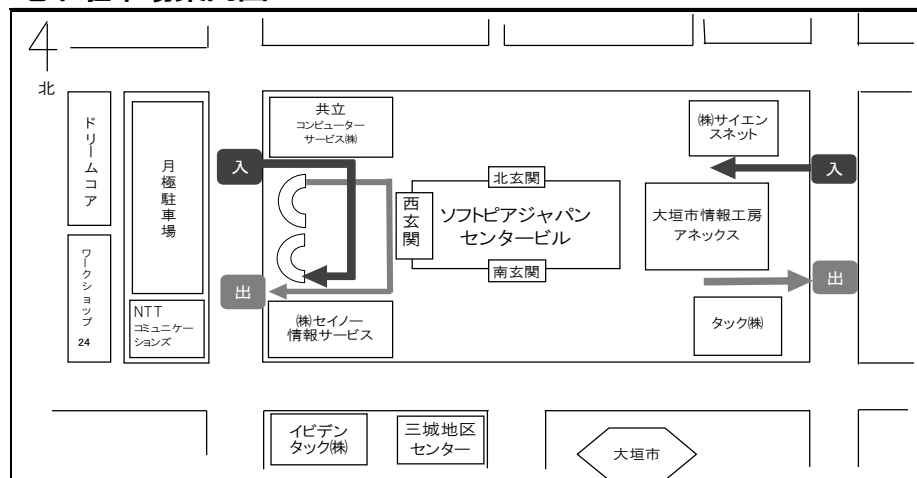 北
ドリームコア
ワークショップ
24
月極駐車場
NTT
コミュニケー
ションズ
入
出
共立
コンピューター
サービス㈱
西玄関
北玄関
ソフトピアジャパン
センタービル
南玄関
㈱セイノー
情報サービス
㈱サイエン
スネット
大垣市情報工房
アネックス
タック㈱
入
出
イビデン
タック㈱
三城地区
センター
大垣市